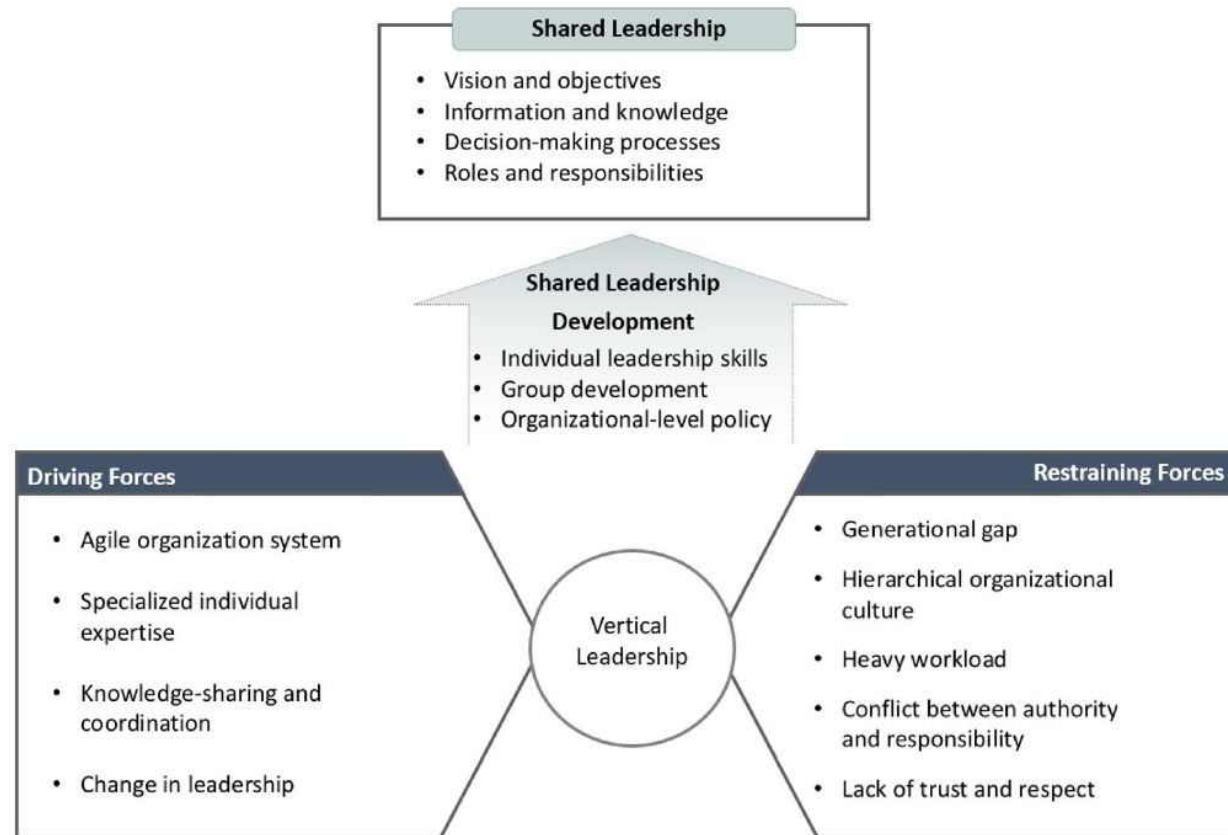 Shared Leadership
• Vision and objectives
• Information and knowledge
• Decision-making processes
• Roles and responsibilities
Shared Leadership
Development
• Individual leadership skills
• Group development
• Organizational-level policy
Driving Forces
• Agile organization system
• Specialized individual
expertise
• Knowledge-sharing and
coordination
• Change in leadership
Vertical
Leadership
Restraining Forces
• Generational gap
• Hierarchical organizational
culture
• Heavy workload
• Conflict between authority
and responsibility
• Lack of trust and respect